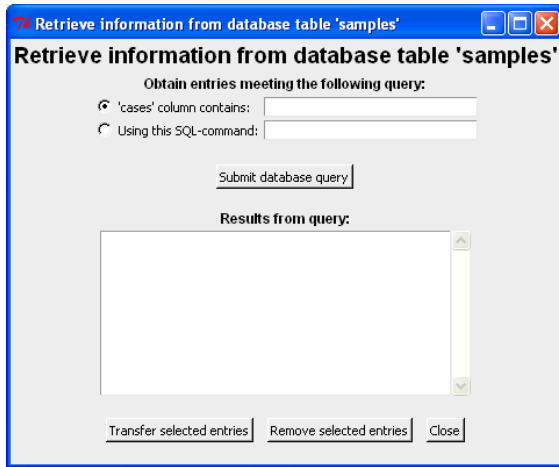 Retrieve information from database table 'samples'
Retrieve information from database table 'samples'
Obtain entries meeting the following query:
'cases' column contains:
Using this SQL-command:
Submit database query
Results from query:
Transfer selected entries Remove selected entries Close